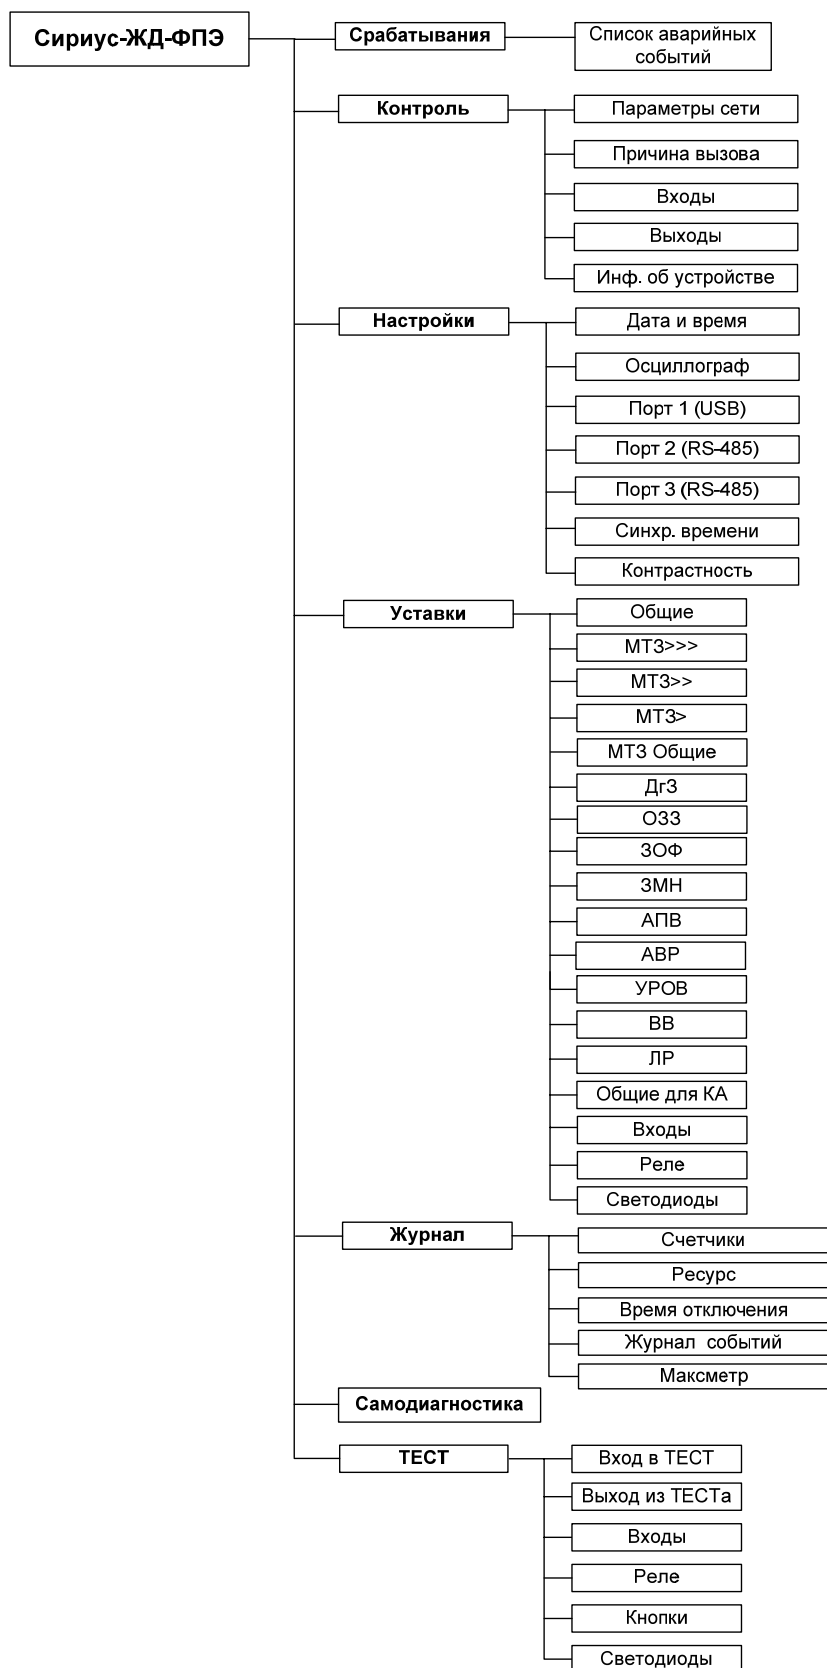 Сириус-ЖД-ФПЭ
Срабатывания
Список аварийных
событий
Контроль
Параметры сети
Причина вызова
Входы
Выходы
Инф. об устройстве
Настройки
Дата и время
Осциллограф
Порт 1 (USB)
Порт 2 (RS-485)
Порт 3 (RS-485)
Синхр. времени
Контрастность
Уставки
Общие
МТЗ>>>
МТЗ>>
МТЗ>
МТЗ Общие
ДгЗ
ОЗЗ
ЗОФ
ЗМН
АПВ
АВР
УРОВ
ВВ
ЛР
Общие для КА
Входы
Реле
Светодиоды
Журнал
Счетчики
Ресурс
Время отключения
Журнал событий
Максметр
Самодиагностика
ТЕСТ
Вход в ТЕСТ
Выход из ТЕСТа
Входы
Реле
Кнопки
Светодиоды